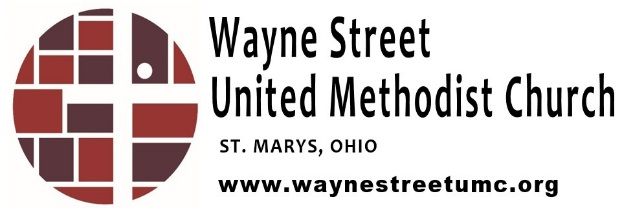 Wayne Street
United Methodist Church
ST. MARYS, OHIO
www.waynestreetumc.org